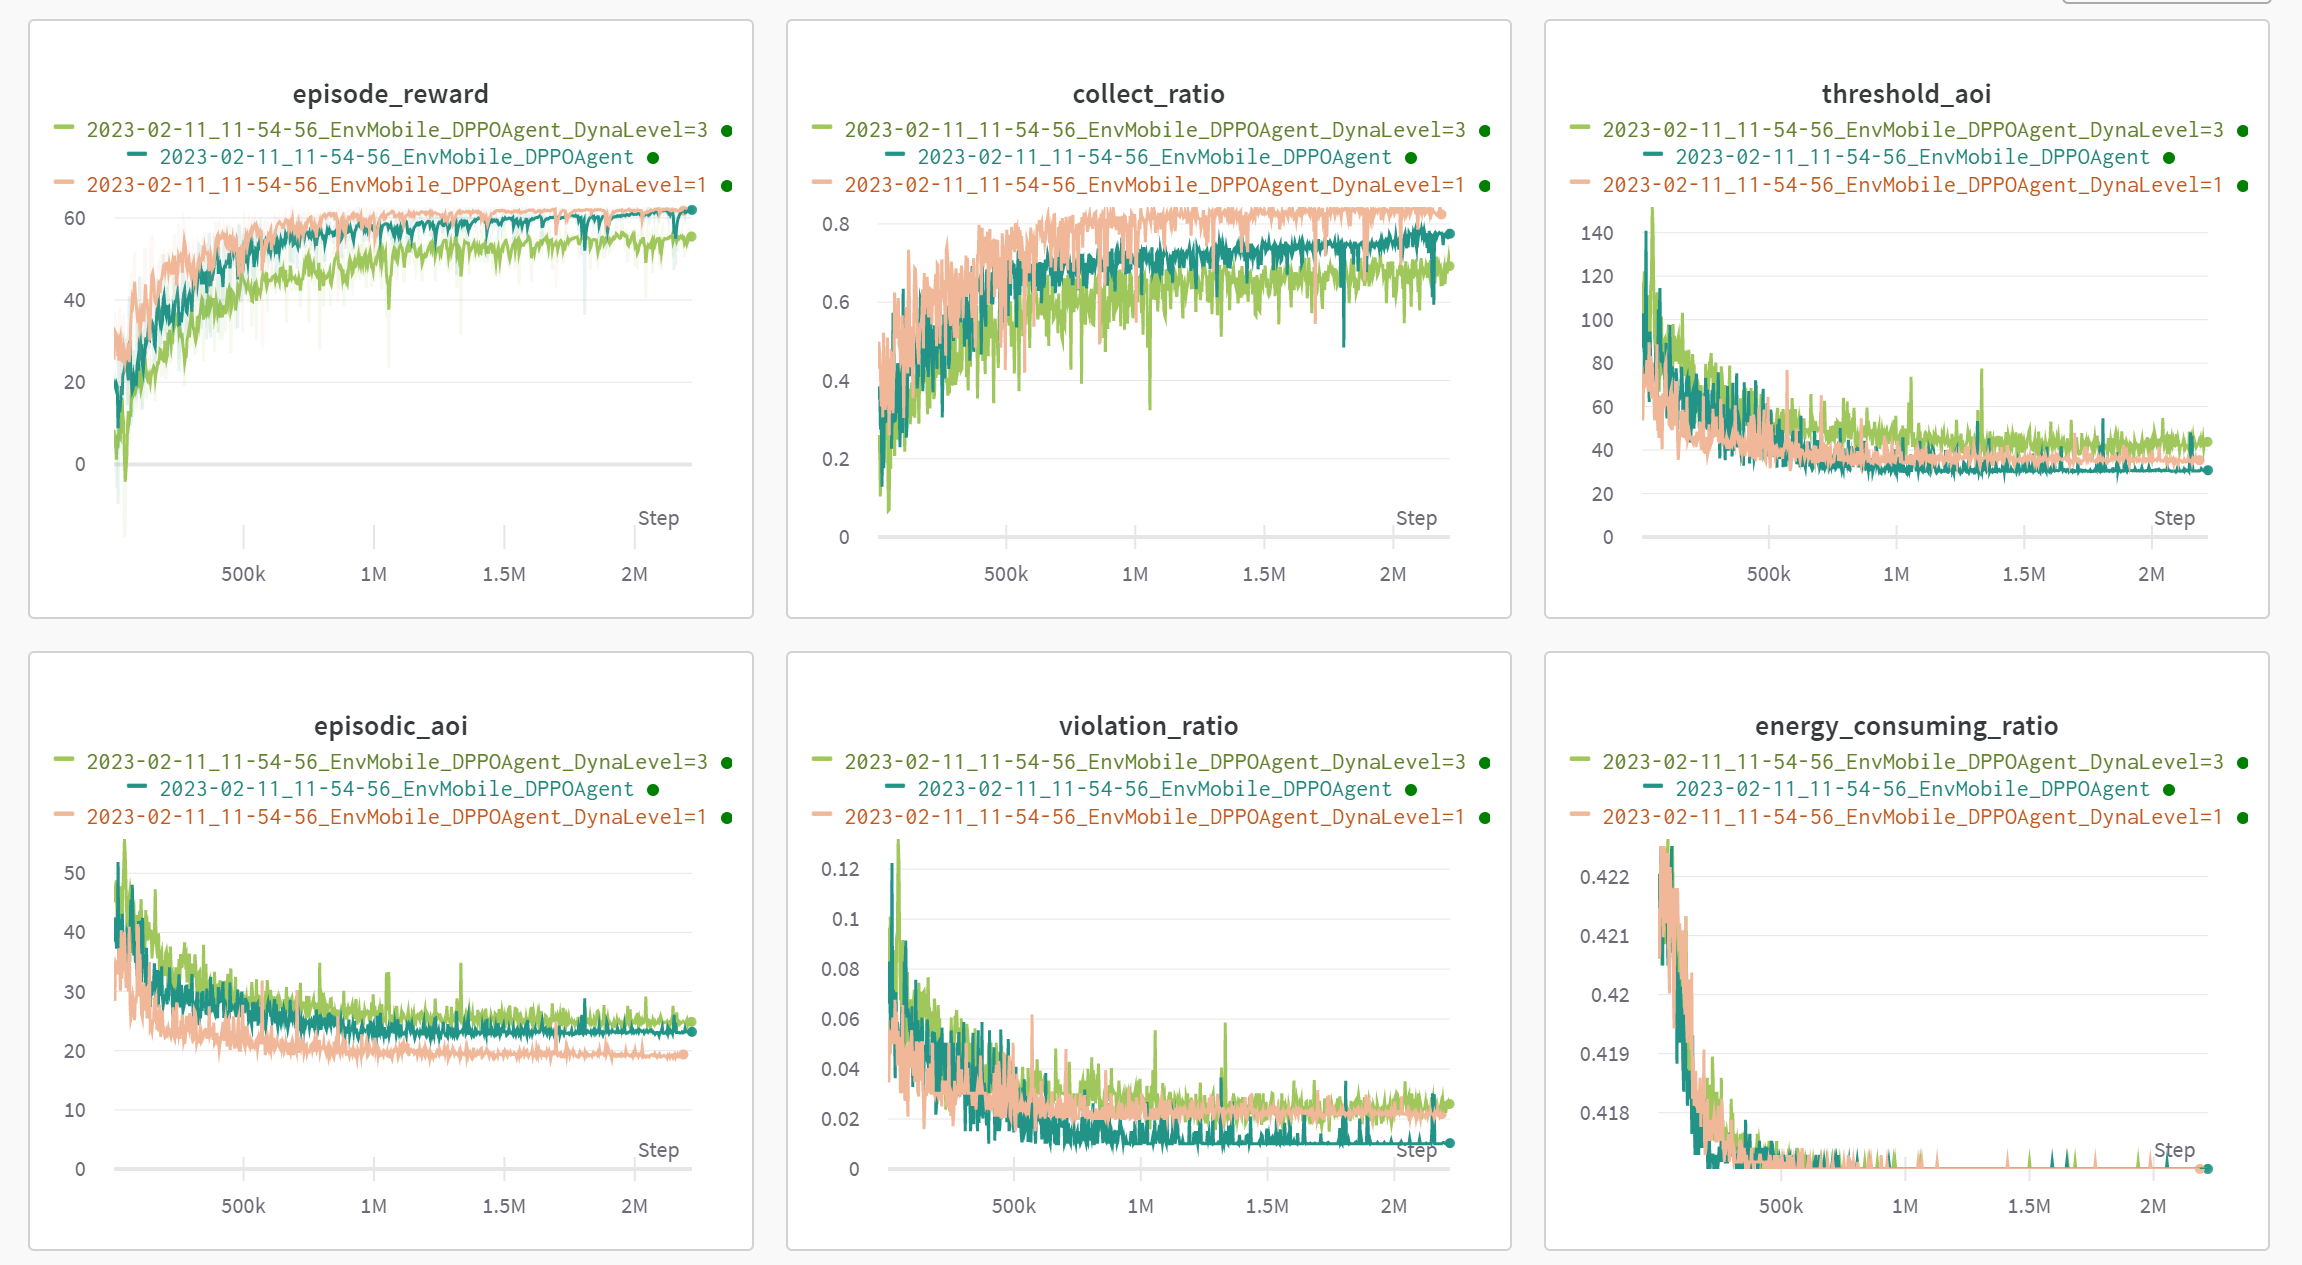 episode_reward
2023-02-11_11-54-56_EnvMobile_DPPOAgent_DynaLevel=3
2023-02-11_11-54-56_EnvMobile_DPPOAgent
2023-02-11_11-54-56_EnvMobile_DPPOAgent_DynaLevel=1
60
40
20
0
Step
500k 1M 1.5M 2M
collect_ratio
2023-02-11_11-54-56_EnvMobile_DPPOAgent_DynaLevel=3
2023-02-11_11-54-56_EnvMobile_DPPOAgent
2023-02-11_11-54-56_EnvMobile_DPPOAgent_DynaLevel=1
0.8
0.6
0.4
0.2
0
Step
500k 1M 1.5M 2M
threshold_aoi
2023-02-11_11-54-56_EnvMobile_DPPOAgent_DynaLevel=3
2023-02-11_11-54-56_EnvMobile_DPPOAgent
2023-02-11_11-54-56_EnvMobile_DPPOAgent_DynaLevel=1
140
120
100
80
60
40
20
0
Step
500k 1M 1.5M 2M
episodic_aoi
2023-02-11_11-54-56_EnvMobile_DPPOAgent_DynaLevel=3
2023-02-11_11-54-56_EnvMobile_DPPOAgent
2023-02-11_11-54-56_EnvMobile_DPPOAgent_DynaLevel=1
50
40
30
20
10
0
Step
500k 1M 1.5M 2M
violation_ratio
2023-02-11_11-54-56_EnvMobile_DPPOAgent_DynaLevel=3
2023-02-11_11-54-56_EnvMobile_DPPOAgent
2023-02-11_11-54-56_EnvMobile_DPPOAgent_DynaLevel=1
0.12
0.1
0.08
0.06
0.04
0.02
0
Step
500k 1M 1.5M 2M
energy_consuming_ratio
2023-02-11_11-54-56_EnvMobile_DPPOAgent_DynaLevel=3
2023-02-11_11-54-56_EnvMobile_DPPOAgent
2023-02-11_11-54-56_EnvMobile_DPPOAgent_DynaLevel=1
0.422
0.421
0.42
0.419
0.418
Step
500k 1M 1.5M 2M